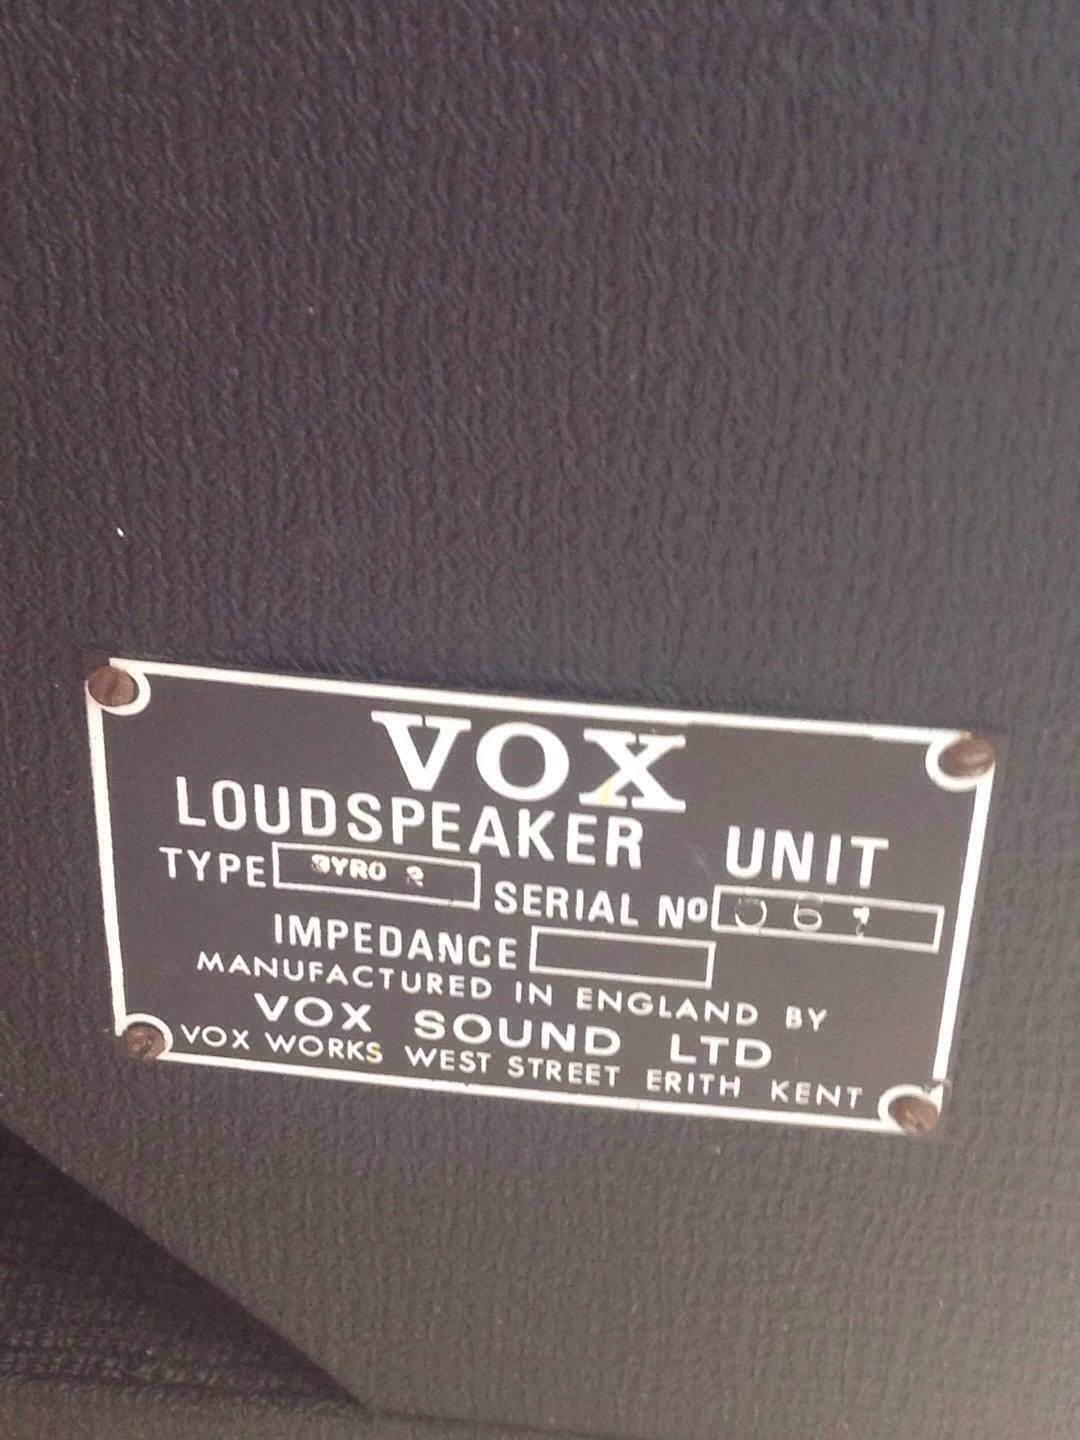 VOX
LOUDSPEAKER UNIT
TYPE GYRO 2 SERIAL No
IMPEDANCE
MANUFACTURED IN ENGLAND BY
VOX SOUND LTD
VOX WORKS WEST STREET ERITH KENT